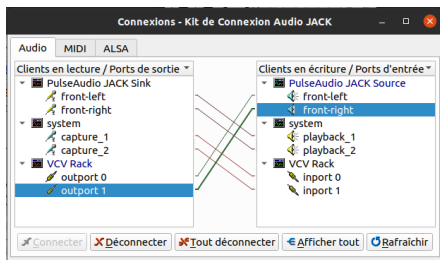 Connexions - Kit de Connexion Audio JACK
Audio MIDI ALSA
Clients en lecture / Ports de sortie
PulseAudio JACK Sink
front-left
front-right
system
capture_1
capture_2
VCV Rack
outport 0
outport 1
Clients en écriture / Ports d'entrée
PulseAudio JACK Source
front-left
front-right
system
playback_1
playback_2
VCV Rack
inport 0
inport 1
Connecter Déconnecter Tout déconnecter Afficher tout Rafraîchir